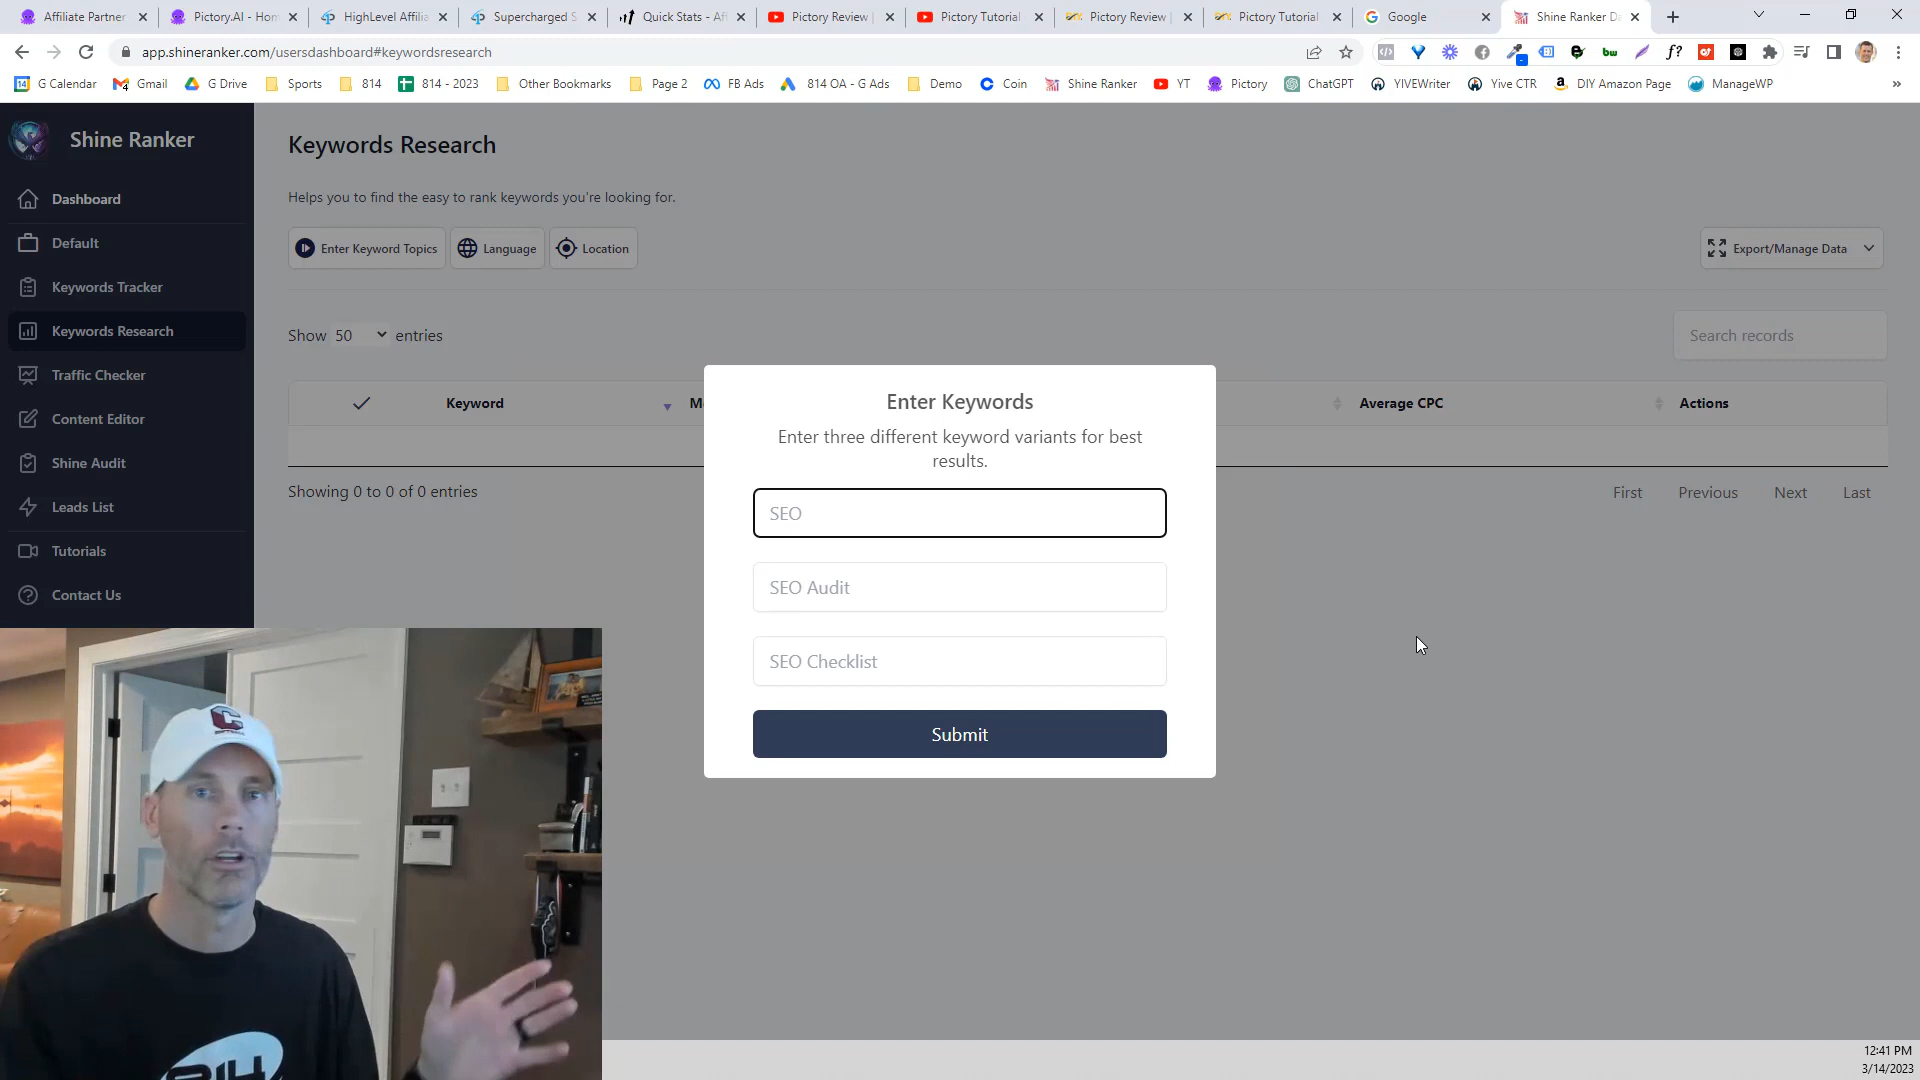 Affiliate Partner
Pictory.AI - Hom
HighLevel Affilia
Supercharged S
Quick Stats - Aff
Pictory Review |
Pictory Tutorial
Pictory Review |
Pictory Tutorial
Google
Shine Ranker Da
app.shineranker.com/usersdashboard#keywordsresearch
G Calendar
Gmail
G Drive
Sports
814
814 - 2023
Other Bookmarks
Page 2
FB Ads
814 OA - G Ads
Demo
Coin
Shine Ranker
YT
Pictory
ChatGPT
YIVEWriter
Yive CTR
DIY Amazon Page
ManageWP
Shine Ranker
Dashboard
Default
Keywords Tracker
Keywords Research
Traffic Checker
Content Editor
Shine Audit
Leads List
Tutorials
Contact Us
Keywords Research
Helps you to find the easy to rank keywords you're looking for.
Enter Keyword Topics
Language
Location
Export/Manage Data
Show 50 entries
Search records
Keyword
Average CPC
Actions
Showing 0 to 0 of 0 entries
First
Previous
Next
Last
Enter Keywords
Enter three different keyword variants for best
results.
SEO
SEO Audit
SEO Checklist
Submit
C
814
12:41 PM
3/14/2023